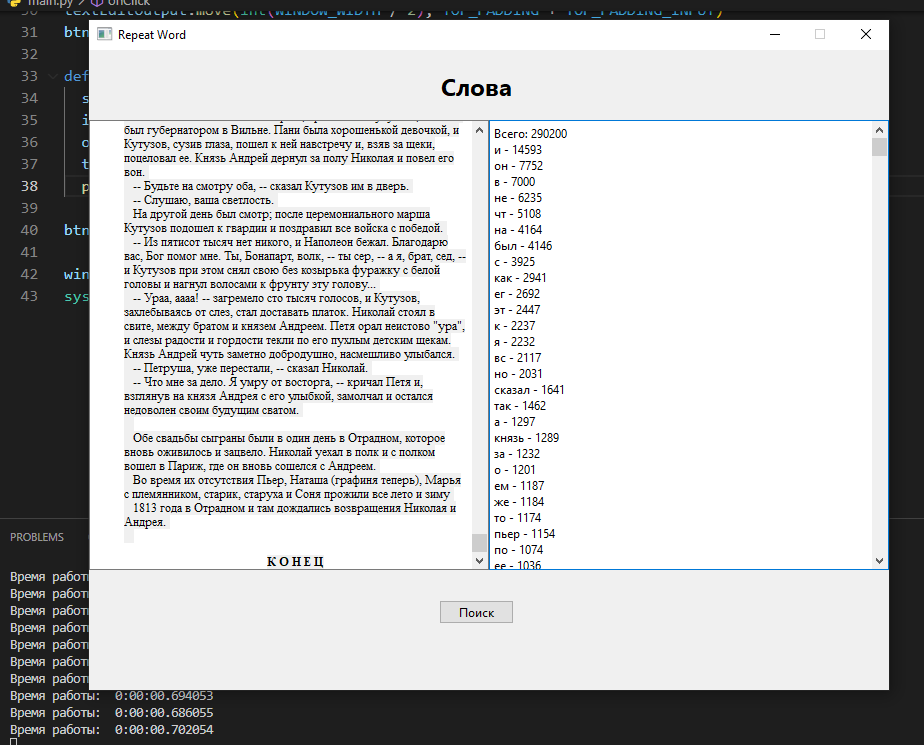 main.py > onClick
textEditOutput.move(int(WINDOW_WIDTH / 2), TOP_PADDING + TOP_PADDING_INPUT)
31 btn
32
33 def
34 s
35 i
36 o
37 t
38 p
39
40 btn
41
42 win
43 sys
Repeat Word
Слова
был губернатором в Вильне. Пани была хорошенькой девочкой, и
Кутузов, сузив глаза, пошел к ней навстречу и, взяв за щеки,
поцеловал ее. Князь Андрей дернул за полу Николая и повел его
вон.
-- Будьте на смотру оба, -- сказал Кутузов им в дверь.
-- Слушаю, ваша светлость.
На другой день был смотр; после церемониального марша
Кутузов подошел к гвардии и поздравил все войска с победой.
-- Из пятисот тысяч нет никого, и Наполеон бежал. Благодарю
вас, Бог помог мне. Ты, Бонапарт, волк, -- ты сер, -- а я, брат, сед, --
и Кутузов при этом снял свою без козырька фуражку с белой
головы и нагнул волосами к фрунту эту голову...
-- Ураа, аааа! -- загремело сто тысяч голосов, и Кутузов,
захлебываясь от слез, стал доставать платок. Николай стоял в
свите, между братом и князем Андреем. Петя орал неистово "ура",
и слезы радости и гордости текли по его пухлым детским щекам.
Князь Андрей чуть заметно добродушно, насмешливо улыбался.
-- Петруша, уже перестали, -- сказал Николай.
-- Что мне за дело. Я умру от восторга, -- кричал Петя и,
взглянув на князя Андрея с его улыбкой, замолчал и остался
недоволен своим будущим сватом.
Обе свадьбы сыграны были в один день в Отрадном, которое
вновь оживилось и зацвело. Николай уехал в полк и с полком
вошел в Париж, где он вновь сошелся с Андреем.
Во время их отсутствия Пьер, Наташа (графиня теперь), Марья
с племянником, старик, старуха и Соня прожили все лето и зиму
1813 года в Отрадном и там дождались возвращения Николая и
Андрея.
КОНЕЦ
Всего: 290200
и - 14593
он - 7752
в - 7000
не - 6235
чт - 5108
на - 4164
был - 4146
с - 3925
как - 2941
ег - 2692
эт - 2447
к - 2237
я - 2232
вс - 2117
но - 2031
сказал - 1641
так - 1462
а - 1297
князь - 1289
за - 1232
о - 1201
ем - 1187
же - 1184
то - 1174
пьер - 1154
по - 1074
ее - 1036
Поиск
PROBLEMS
Время работы
Время работы
Время работы
Время работы
Время работы
Время работы
Время работы
Время работы: 0:00:00.694053
Время работы: 0:00:00.686055
Время работы: 0:00:00.702054